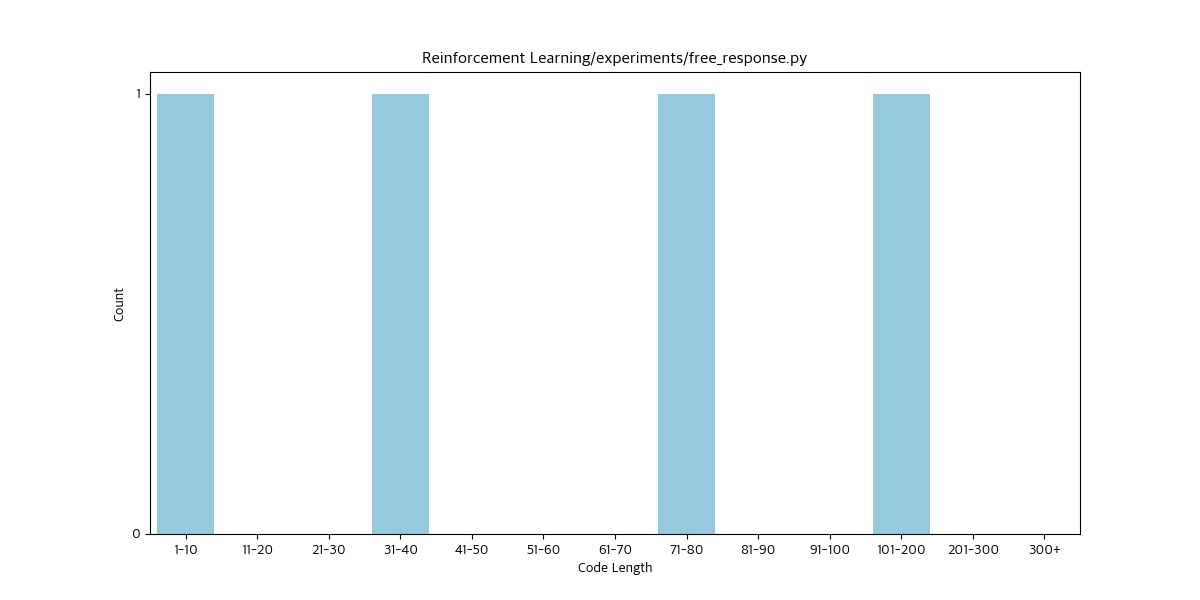 Reinforcement Learning/experiments/free_response.py
1
Count
0
1-10 11-20 21-30 31-40 41-50 51-60 61-70 71-80 81-90 91-100 101-200 201-300 300+
Code Length